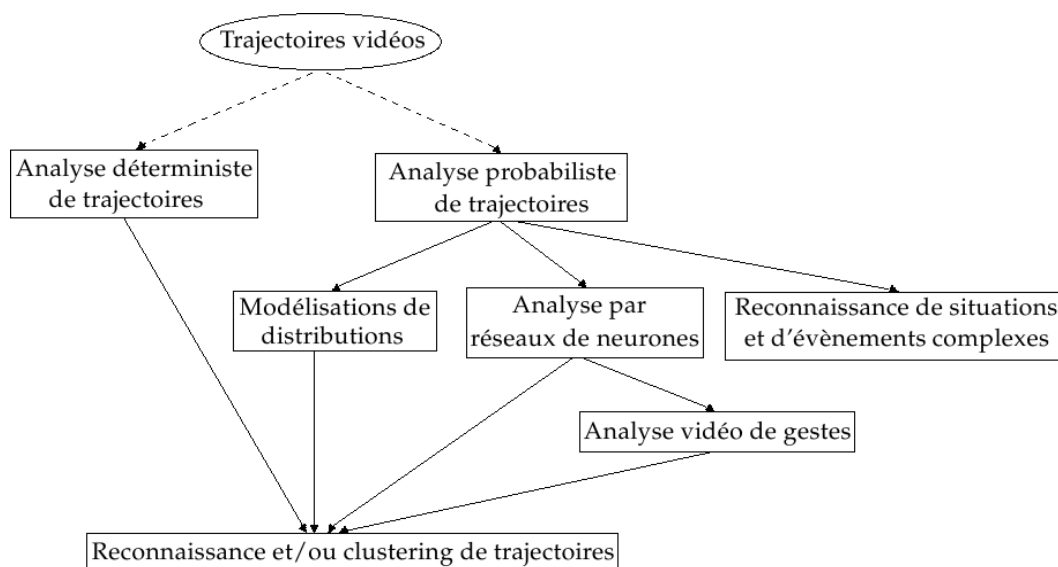 Trajectoires vidéos
Analyse déterministe
de trajectoires
Analyse probabiliste
de trajectoires
Modélisations de
distributions
Analyse par
réseaux de neurones
Reconnaissance de situations
et d'évènements complexes
Analyse vidéo de gestes
Reconnaissance et/ou clustering de trajectoires